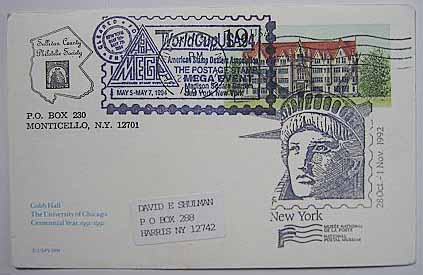 Sullivan County
Philatelic Society
P.O. BOX 230
MONTICELLO, N.Y. 12701
MEGA
MAY 5-MAY 7, 1994
WorldCupUSA94
American Stamp Dealers Association
THE POSTAGE STAMP
MEGA EVENT
Madison Square Garden
New York New York
19
28 Oct - 1 Nov. 1992
New York
MUSÉE NATIONAL
DE LA POSTE
NATIONAL
POSTAL MUSEUM
Cobb Hall
The University of Chicago
Centennial Year 1991-1992
DAVID E SHULMAN
P O BOX 288
HARRIS NY 12742